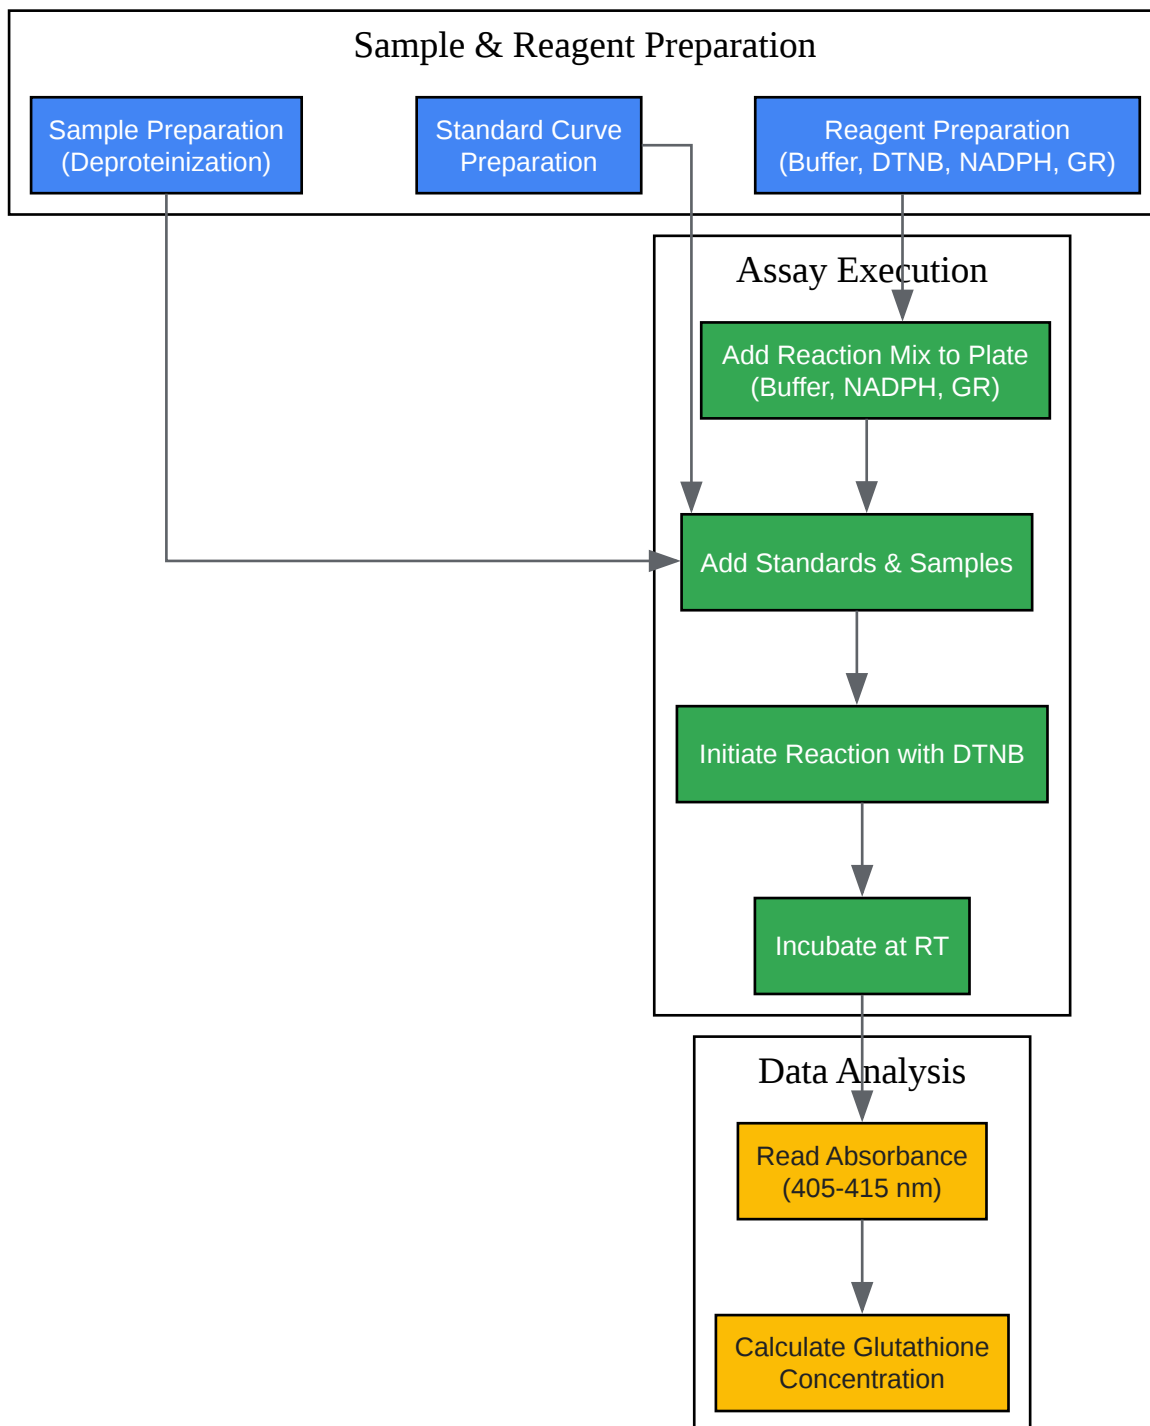 Sample & Reagent Preparation
Sample Preparation
(Deproteinization)
Standard Curve
Preparation
Reagent Preparation
(Buffer, DTNB, NADPH, GR)
Assay Execution
Add Reaction Mix to Plate
(Buffer, NADPH, GR)
Add Standards & Samples
Initiate Reaction with DTNB
Incubate at RT
Data Analysis
Read Absorbance
(405-415 nm)
Calculate Glutathione
Concentration